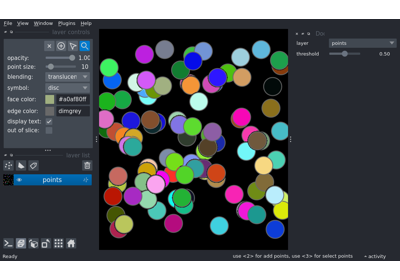 File View Window Plugins Help
layer controls
opacity: 1.00
point size: 10
blending: translucen
symbol: disc
face color: #a0af80ff
edge color: dimgrey
display text:
out of slice:
layer list
points
Do
layer points
threshold 0.50
Ready
use <2> for add points, use <3> for select points
activity